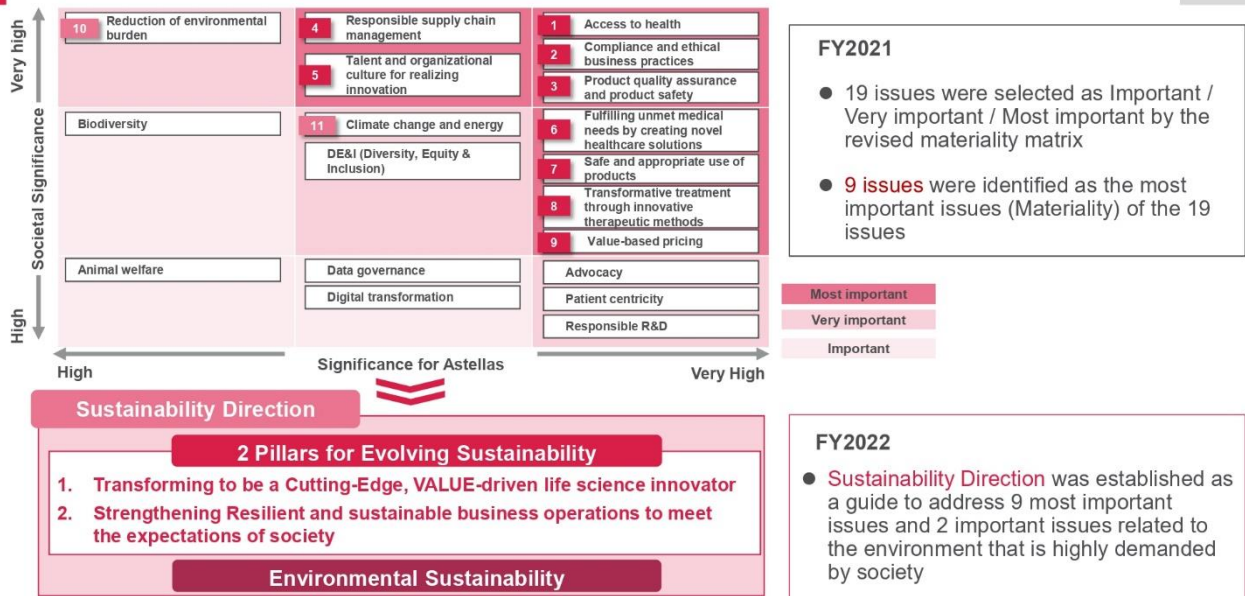 Very high
Societal Significance
High
10 Reduction of environmental
burden
4 Responsible supply chain
management
5 Talent and organizational
culture for realizing
innovation
1 Access to health
2 Compliance and ethical
business practices
3 Product quality assurance
and product safety
Biodiversity
11 Climate change and energy
DE&I (Diversity, Equity &
Inclusion)
6 Fulfilling unmet medical
needs by creating novel
healthcare solutions
7 Safe and appropriate use of
products
8 Transformative treatment
through innovative
therapeutic methods
9 Value-based pricing
Animal welfare
Data governance
Digital transformation
Advocacy
Patient centricity
Responsible R&D
High
Significance for Astellas
Very High
FY2021
● 19 issues were selected as Important /
Very important / Most important by the
revised materiality matrix
● 9 issues were identified as the most
important issues (Materiality) of the 19
issues
Most important
Very important
Important
Sustainability Direction
2 Pillars for Evolving Sustainability
1. Transforming to be a Cutting-Edge, VALUE-driven life science innovator
2. Strengthening Resilient and sustainable business operations to meet
the expectations of society
Environmental Sustainability
FY2022
● Sustainability Direction was established as
a guide to address 9 most important
issues and 2 important issues related to
the environment that is highly demanded
by society